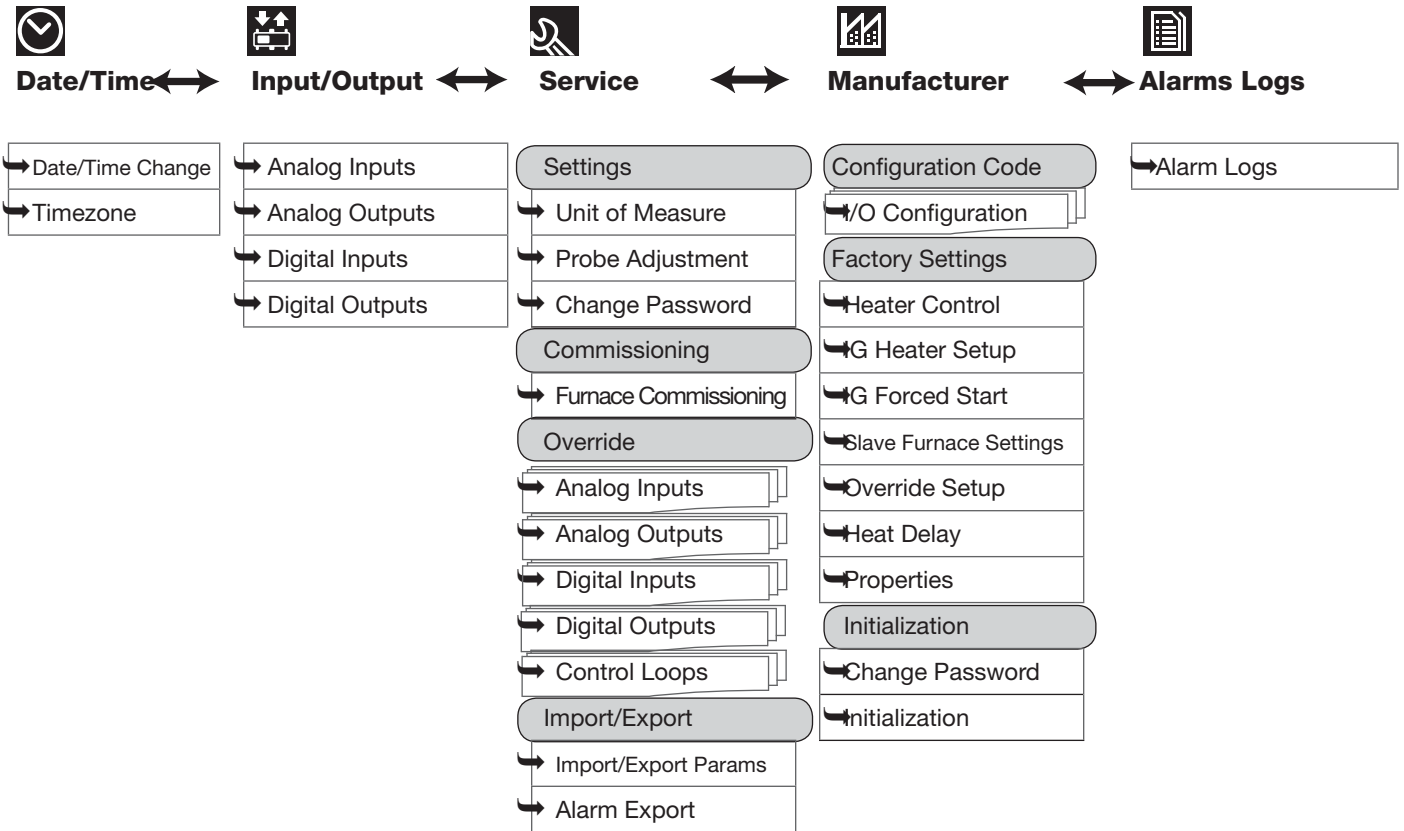 Date/Time
Input/Output
Service
Manufacturer
Alarms Logs
Date/Time Change
Timezone
Analog Inputs
Analog Outputs
Digital Inputs
Digital Outputs
Settings
Unit of Measure
Probe Adjustment
Change Password
Commissioning
Furnace Commissioning
Override
Analog Inputs
Analog Outputs
Digital Inputs
Digital Outputs
Control Loops
Import/Export
Import/Export Params
Alarm Export
Configuration Code
I/O Configuration
Factory Settings
Heater Control
IG Heater Setup
IG Forced Start
Slave Furnace Settings
Override Setup
Heat Delay
Properties
Initialization
Change Password
Initialization
Alarm Logs